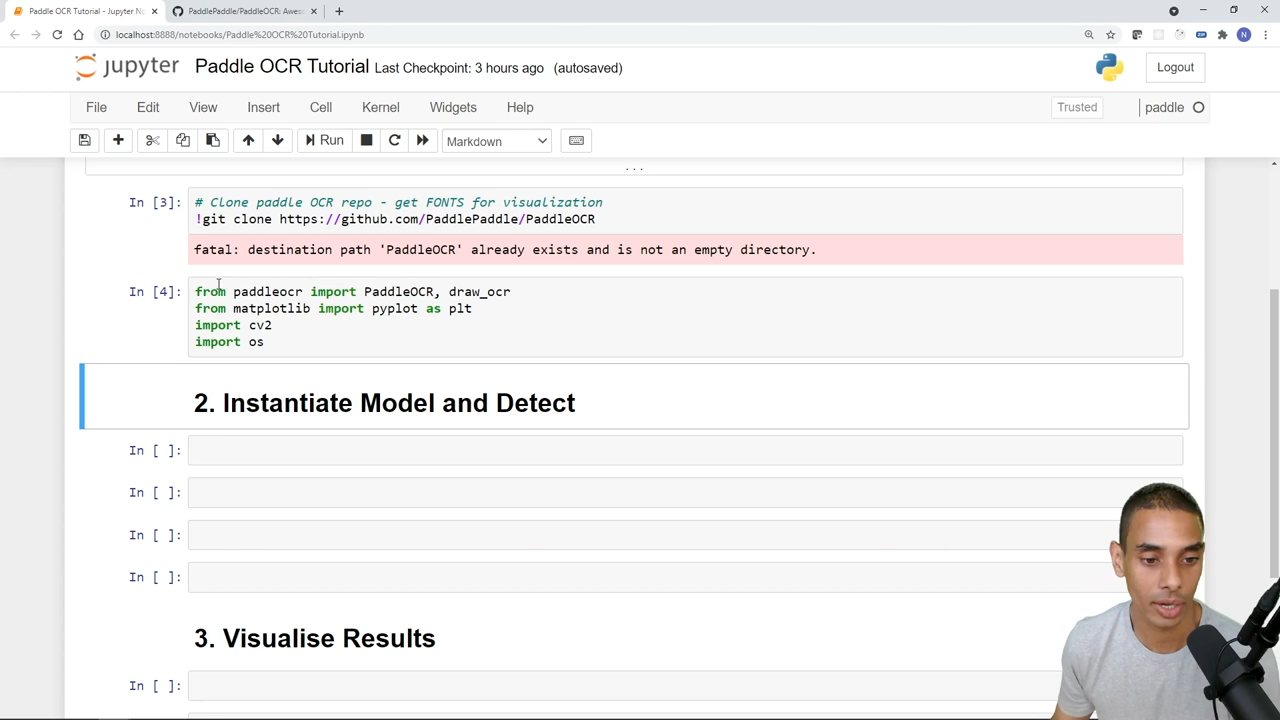 Paddle OCR Tutorial - Jupyter No
PaddlePaddle/PaddleOCR: Awes
localhost:8888/notebooks/Paddle%20OCR%20Tutorial.ipynb
N
jupyter
Paddle OCR Tutorial Last Checkpoint: 3 hours ago (autosaved)
Logout
File Edit View Insert Cell Kernel Widgets Help
Trusted
paddle
Run
Markdown
...
In [3]:
# Clone paddle OCR repo - get FONTS for visualization
!git clone https://github.com/PaddlePaddle/PaddleOCR
fatal: destination path 'PaddleOCR' already exists and is not an empty directory.
In [4]:
from paddleocr import PaddleOCR, draw_ocr
from matplotlib import pyplot as plt
import cv2
import os
2. Instantiate Model and Detect
In [ ]:
In [ ]:
In [ ]:
In [ ]:
3. Visualise Results
In [ ]: